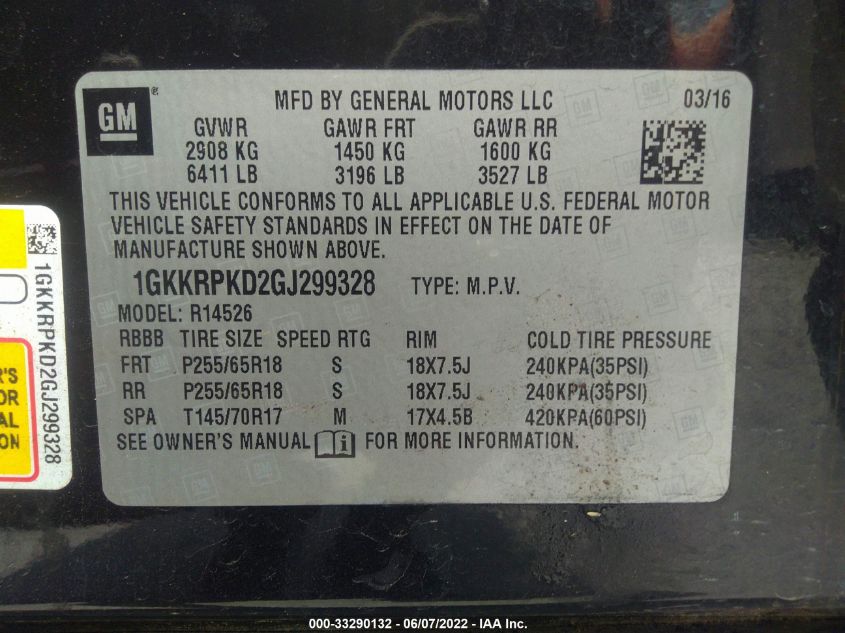 GM ®
MFD BY GENERAL MOTORS LLC 03/16
GVWR GAWR FRT GAWR RR
2908 KG 1450 KG 1600 KG
6411 LB 3196 LB 3527 LB
THIS VEHICLE CONFORMS TO ALL APPLICABLE U.S. FEDERAL MOTOR
VEHICLE SAFETY STANDARDS IN EFFECT ON THE DATE OF
MANUFACTURE SHOWN ABOVE.
1GKKRPKD2GJ299328 TYPE: M.P.V.
MODEL: R14526
RBBB TIRE SIZE SPEED RTG RIM COLD TIRE PRESSURE
FRT P255/65R18 S 18X7.5J 240KPA(35PSI)
RR P255/65R18 S 18X7.5J 240KPA(35PSI)
SPA T145/70R17 M 17X4.5B 420KPA(60PSI)
SEE OWNER'S MANUAL i FOR MORE INFORMATION.
1GKKRPKD2GJ299328
R'S
OR
AL
ON
000-33290132 - 06/07/2022 - IAA Inc.